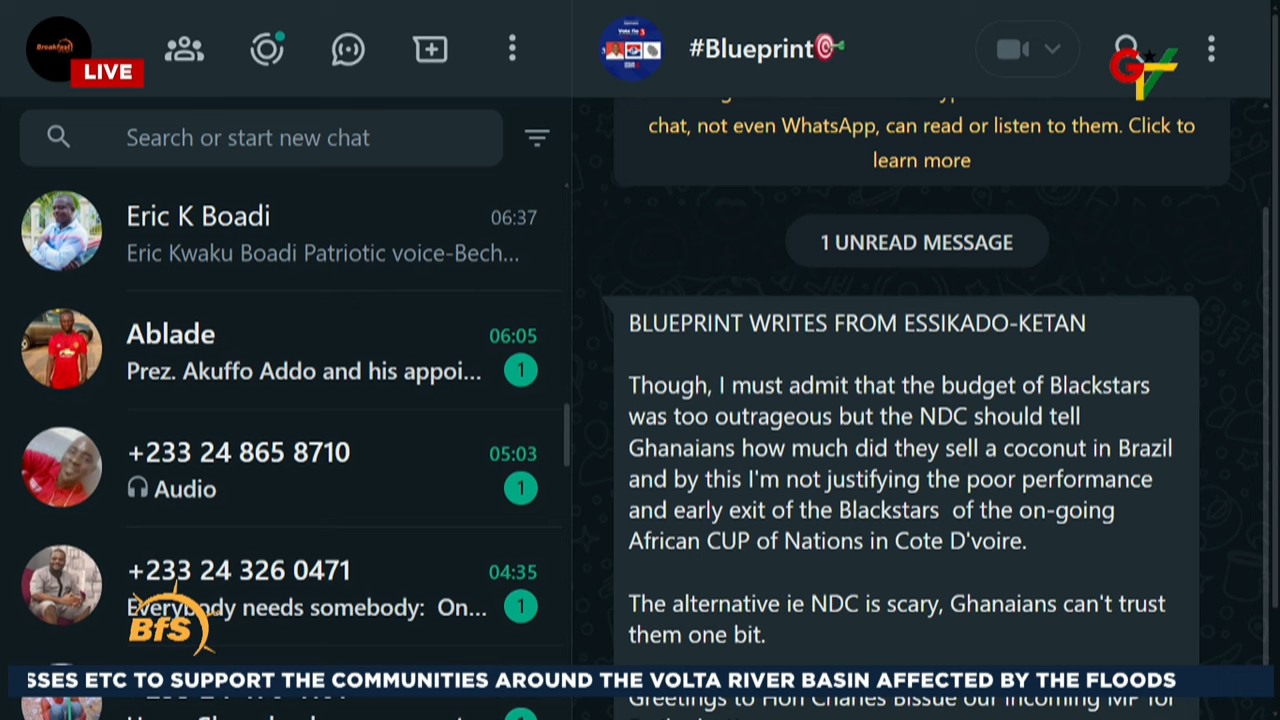 Breakfast
LIVE
Search or start new chat
Eric K Boadi
06:37
Eric Kwaku Boadi Patriotic voice-Bech...
Ablade
06:05
Prez. Akuffo Addo and his appoi...
1
+233 24 865 8710
05:03
Audio
1
+233 24 326 0471
04:35
Everybody needs somebody: On...
1
BfS
#Blueprint
GTV
chat, not even WhatsApp, can read or listen to them. Click to
learn more
1 UNREAD MESSAGE
BLUEPRINT WRITES FROM ESSIKADO-KETAN
Though, I must admit that the budget of Blackstars
was too outrageous but the NDC should tell
Ghanaians how much did they sell a coconut in Brazil
and by this I'm not justifying the poor performance
and early exit of the Blackstars of the on-going
African CUP of Nations in Cote D'voire.
The alternative ie NDC is scary, Ghanaians can't trust
them one bit.
Greetings to Hon Charles Bissue our incoming MP for
SSES ETC TO SUPPORT THE COMMUNITIES AROUND THE VOLTA RIVER BASIN AFFECTED BY THE FLOODS